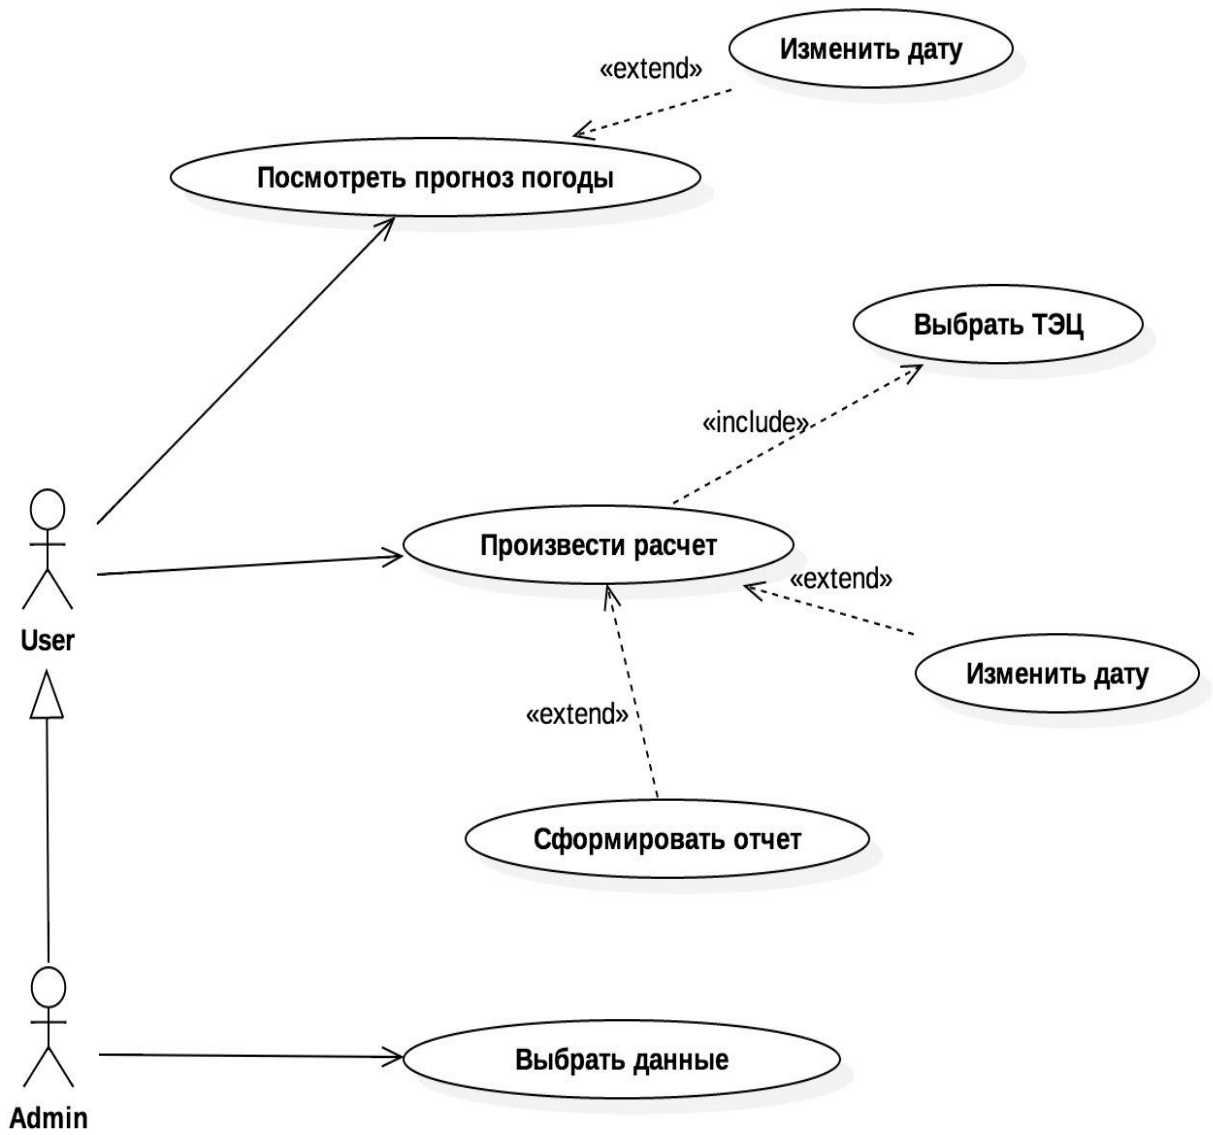 Изменить дату
«extend»
Посмотреть прогноз погоды
Выбрать ТЭЦ
«include»
Произвести расчет
«extend»
User
Изменить дату
«extend»
Сформировать отчет
Выбрать данные
Admin